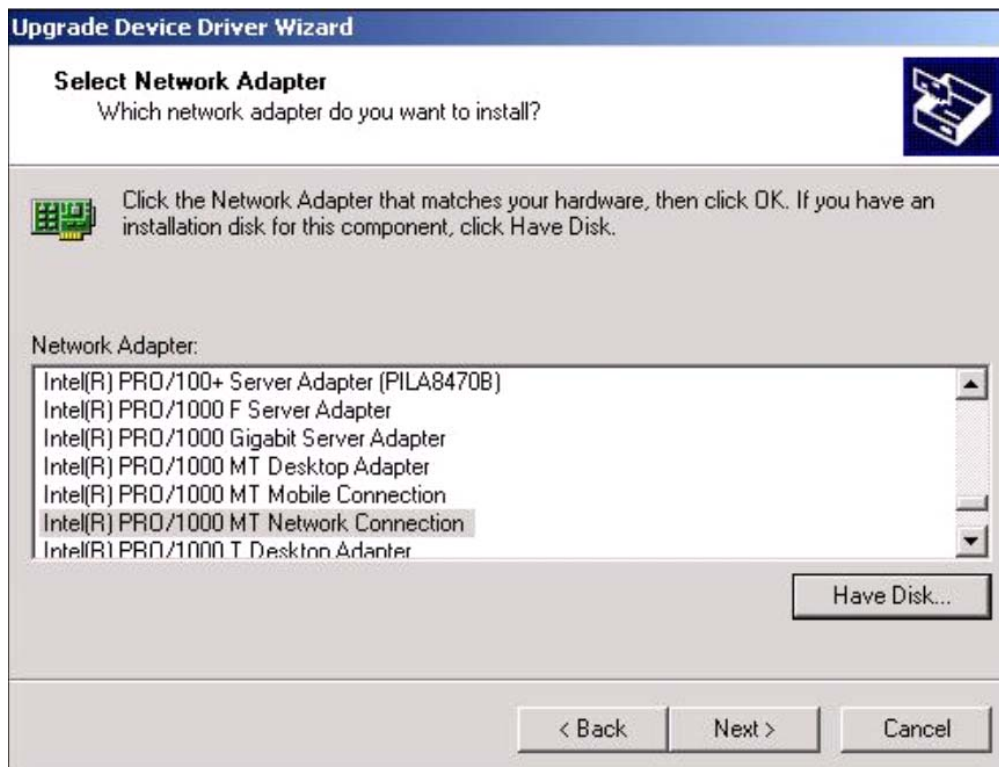 Upgrade Device Driver Wizard
Select Network Adapter
Which network adapter do you want to install?
Click the Network Adapter that matches your hardware, then click OK. If you have an
installation disk for this component, click Have Disk.
Network Adapter:
Intel(R) PRO/100+ Server Adapter (PILA8470B)
Intel(R) PRO/1000 F Server Adapter
Intel(R) PRO/1000 Gigabit Server Adapter
Intel(R) PRO/1000 MT Desktop Adapter
Intel(R) PRO/1000 MT Mobile Connection
Intel(R) PRO/1000 MT Network Connection
Intel(R) PRO/1000 T Desktop Adapter
Have Disk...
< Back
Next >
Cancel